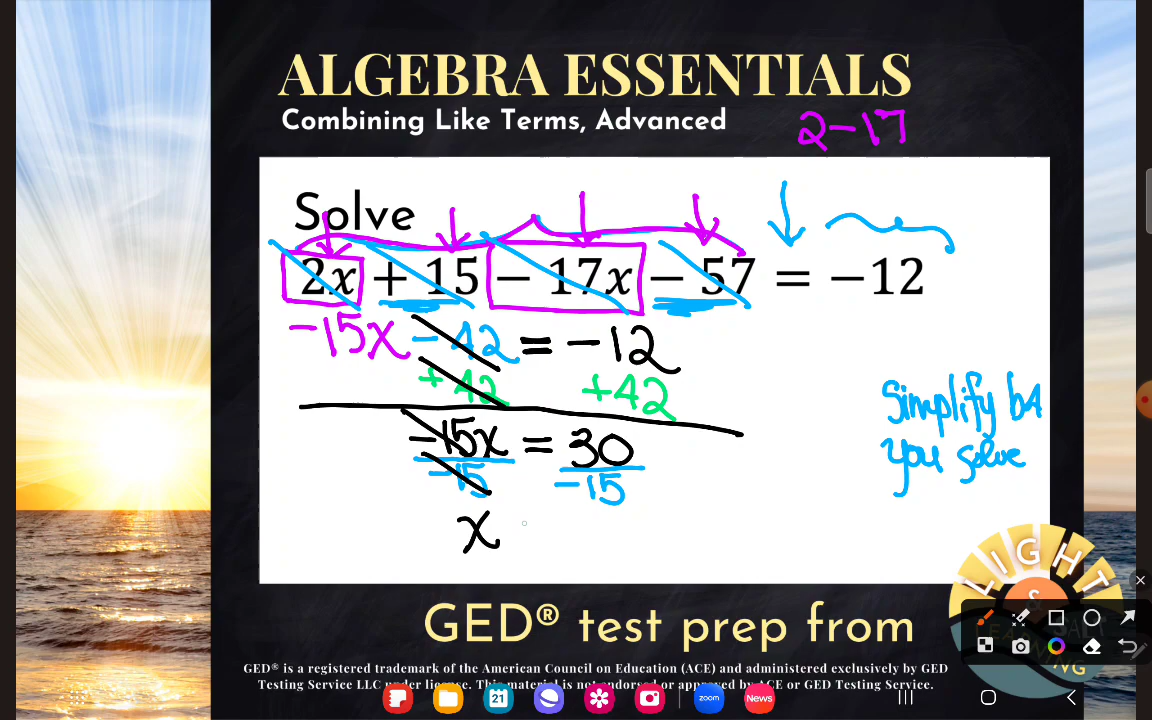 ALGEBRA ESSENTIALS
Combining Like Terms, Advanced
2-17
Solve
2x + 15 − 17x − 57 = −12
-15x - 42 = -12
+42 +42
-15x = 30
-15 -15
x
Simplify b4
you solve
LIGHT
&
NG
GED® test prep from
GED® is a registered trademark of the American Council on Education (ACE) and administered exclusively by GED
Testing Service LLC under licence. This material is not endorsed or approved by ACE or GED Testing Service.
21
zoom
News